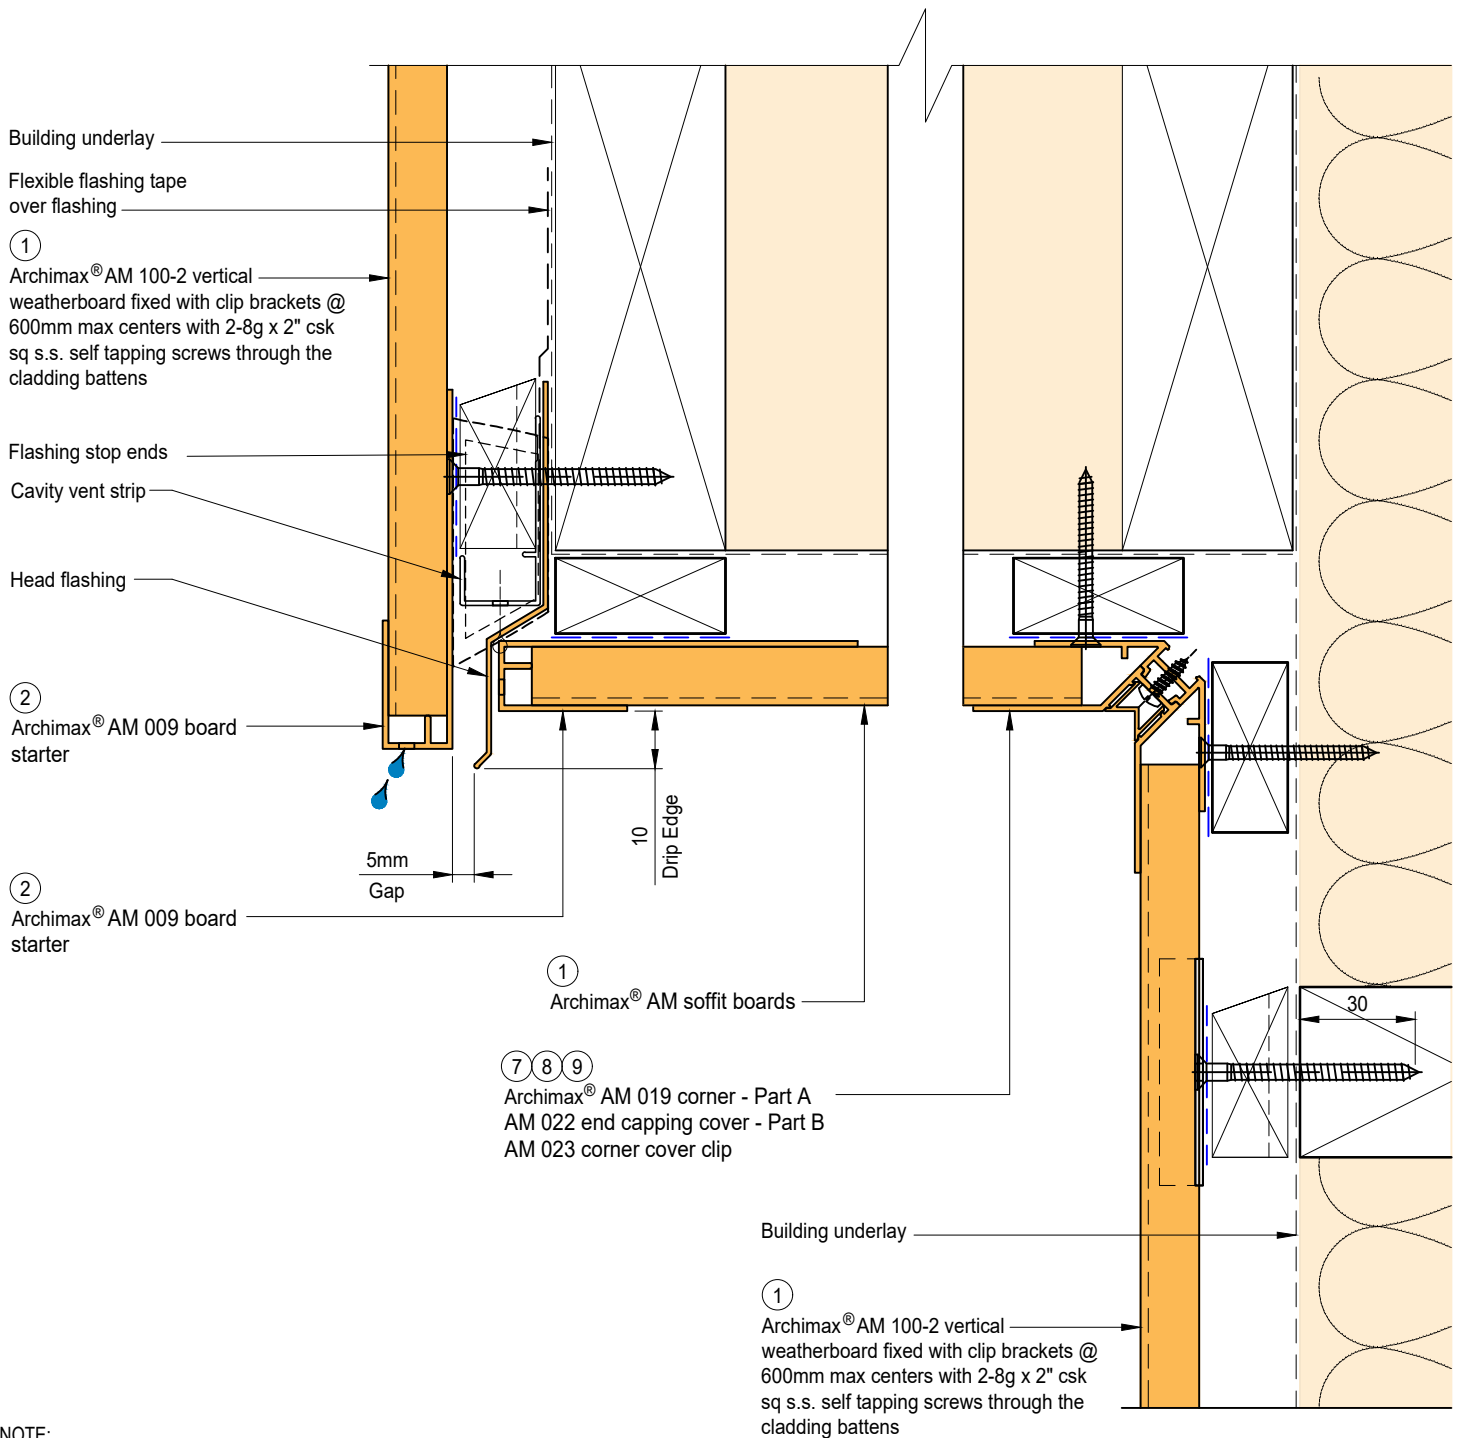 Building underlay
Flexible flashing tape
over flashing
1
Archimax® AM 100-2 vertical
weatherboard fixed with clip brackets @
600mm max centers with 2-8g x 2" csk
sq s.s. self tapping screws through the
cladding battens
Flashing stop ends
Cavity vent strip
Head flashing
2
Archimax® AM 009 board
starter
5mm
Gap
10
Drip Edge
2
Archimax® AM 009 board
starter
1
Archimax® AM soffit boards
7 8 9
Archimax® AM 019 corner - Part A
AM 022 end capping cover - Part B
AM 023 corner cover clip
30
Building underlay
1
Archimax® AM 100-2 vertical
weatherboard fixed with clip brackets @
600mm max centers with 2-8g x 2" csk
sq s.s. self tapping screws through the
cladding battens
NOTE: